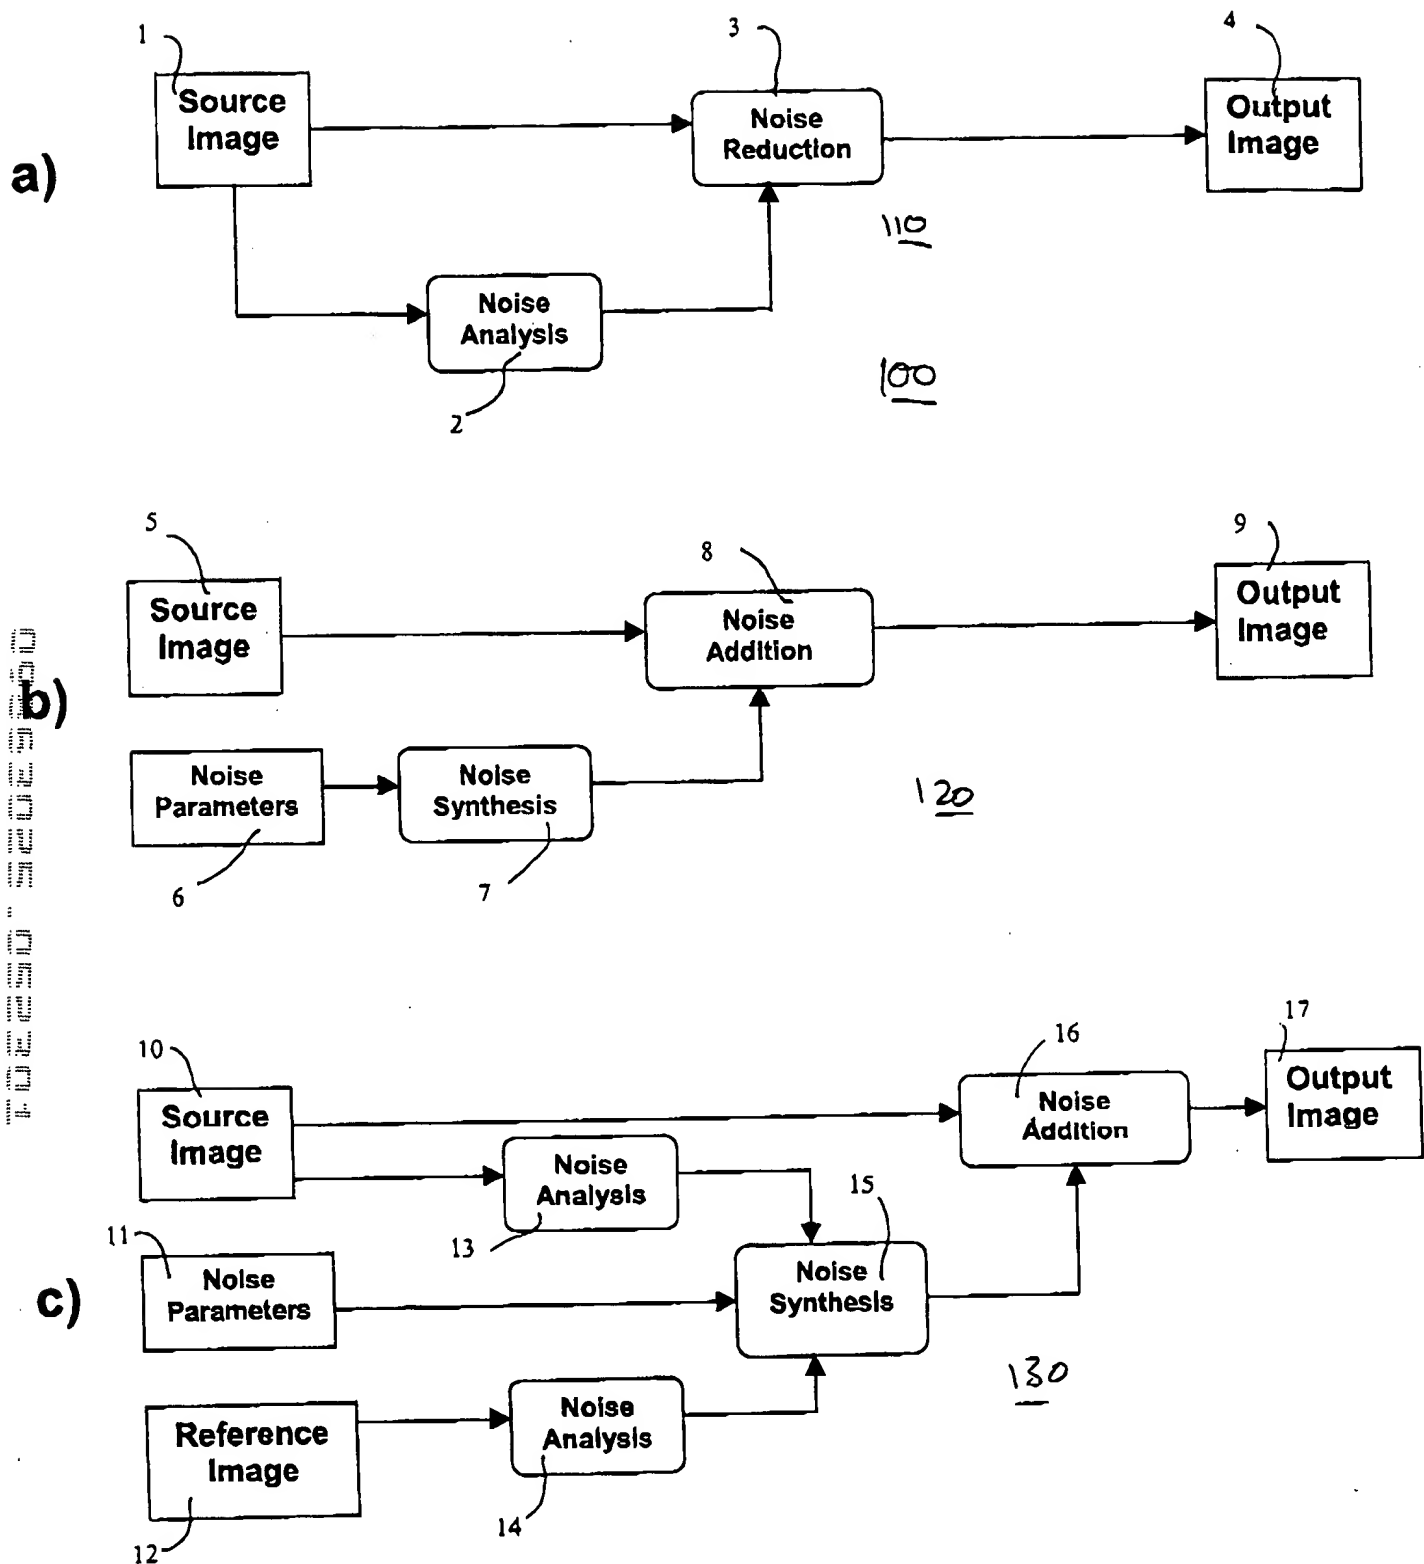 1
3
4
Source
Image
Noise
Reduction
Output
Image
a)
110
Noise
Analysis
2
100
5
8
9
Source
Image
Noise
Addition
Output
Image
b)
Noise
Parameters
Noise
Synthesis
120
6
7
10
16
17
Source
Image
Noise
Addition
Output
Image
Noise
Analysis
13
15
11
Noise
Parameters
Noise
Synthesis
c)
130
Reference
Image
Noise
Analysis
12
14